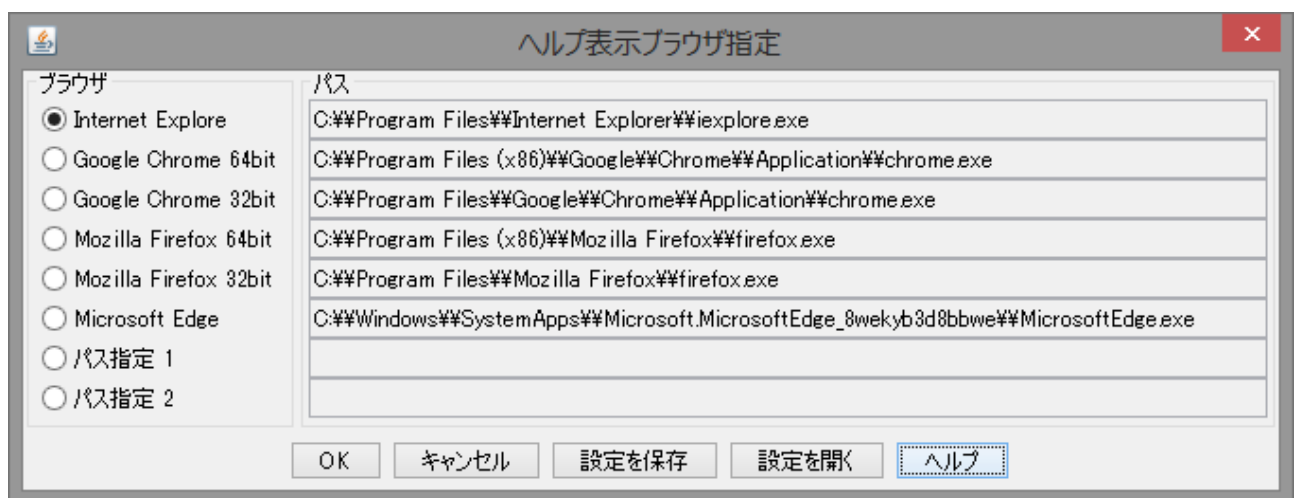 ヘルプ表示ブラウザ指定
ブラウザ
パス
Internet Explore
C:¥¥Program Files¥¥Internet Explorer¥¥iexplore.exe
Google Chrome 64bit
C:¥¥Program Files (x86)¥¥Google¥¥Chrome¥¥Application¥¥chrome.exe
Google Chrome 32bit
C:¥¥Program Files¥¥Google¥¥Chrome¥¥Application¥¥chrome.exe
Mozilla Firefox 64bit
C:¥¥Program Files (x86)¥¥Mozilla Firefox¥¥firefox.exe
Mozilla Firefox 32bit
C:¥¥Program Files¥¥Mozilla Firefox¥¥firefox.exe
Microsoft Edge
C:¥¥Windows¥¥SystemApps¥¥Microsoft.MicrosoftEdge_8wekyb3d8bbwe¥¥MicrosoftEdge.exe
パス指定 1
パス指定 2
OK キャンセル 設定を保存 設定を開く ヘルプ